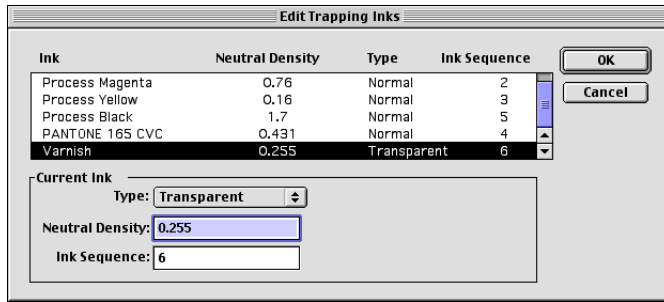 Edit Trapping Inks
Ink Neutral Density Type Ink Sequence
Process Magenta 0.76 Normal 2
Process Yellow 0.16 Normal 3
Process Black 1.7 Normal 5
PANTONE 165 CVC 0.431 Normal 4
Varnish 0.255 Transparent 6
OK
Cancel
Current Ink
Type: Transparent
Neutral Density: 0.255
Ink Sequence: 6